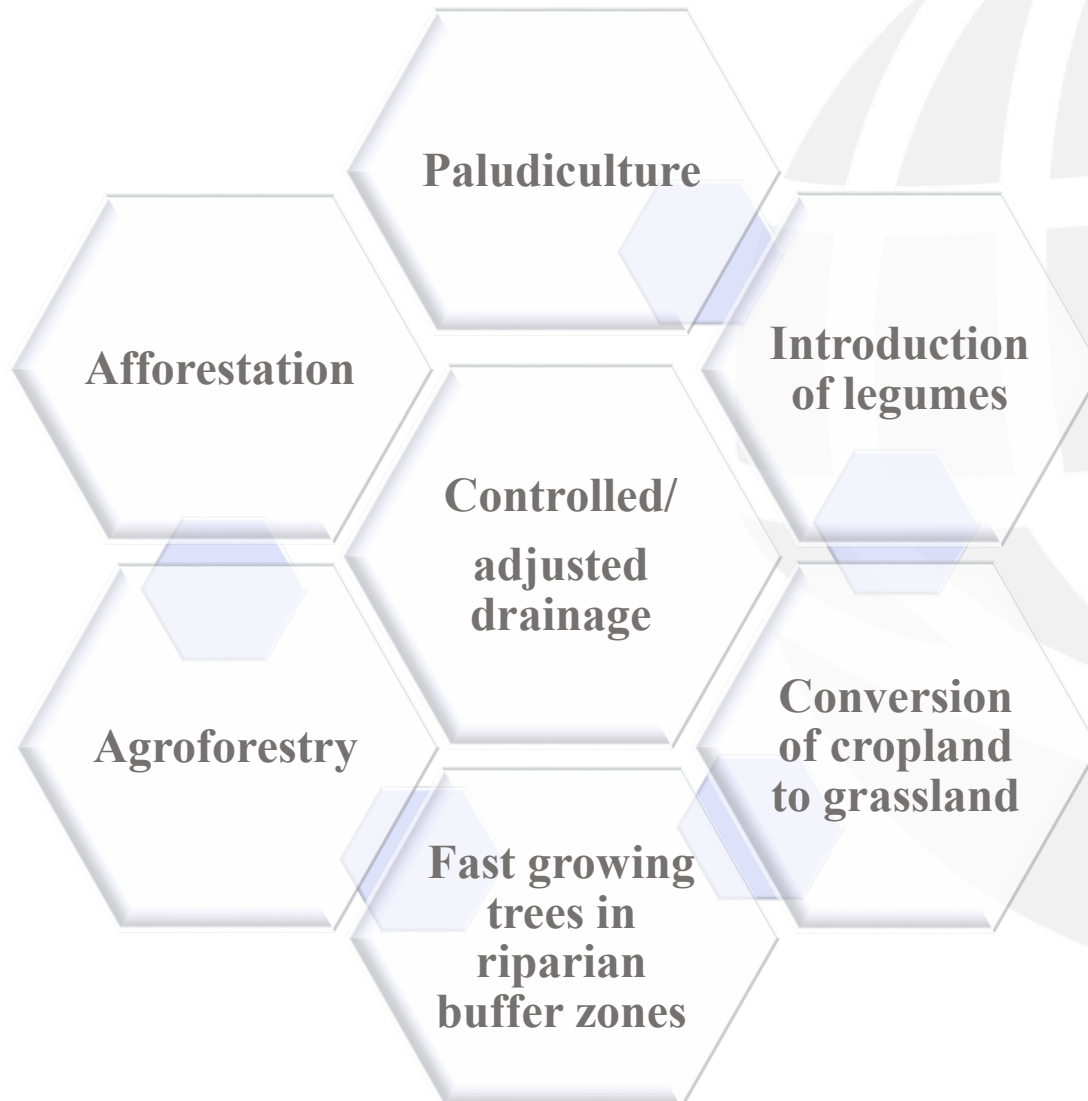 Paludiculture
Afforestation
Introduction
of legumes
Controlled/
adjusted
drainage
Agroforestry
Conversion
of cropland
to grassland
Fast growing
trees in
riparian
buffer zones